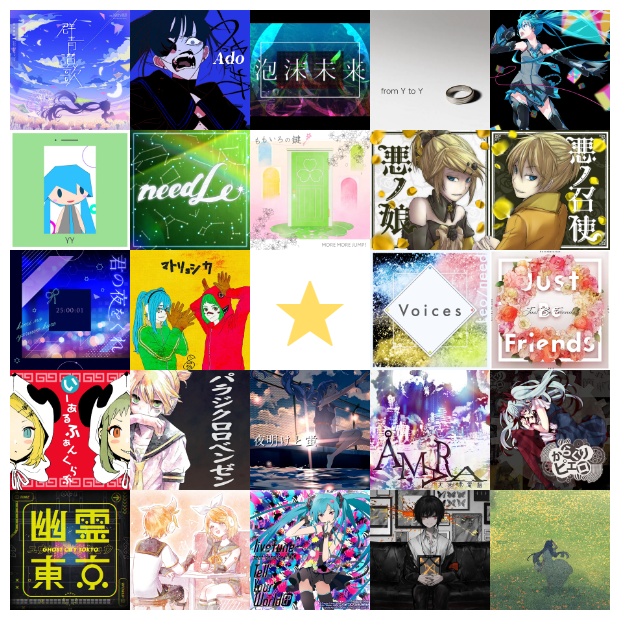 群青讃歌
Ado
泡沫未来
from Y to Y
YY
needLe
ももいろの鍵
MORE MORE JUMP!
悪ノ娘
悪ノ召使
君の夜をくれ
25:00-01
マトリョシカ
Voices
Leo/need
Just
Be
Friends
いーあるふぁんくらぶ
パラジクロロベンゼン
夜明けと蛍
AMARA
からくりピエロ
幽霊
GHOST CITY TOKYO
東京
livetune
Tell
Your
World